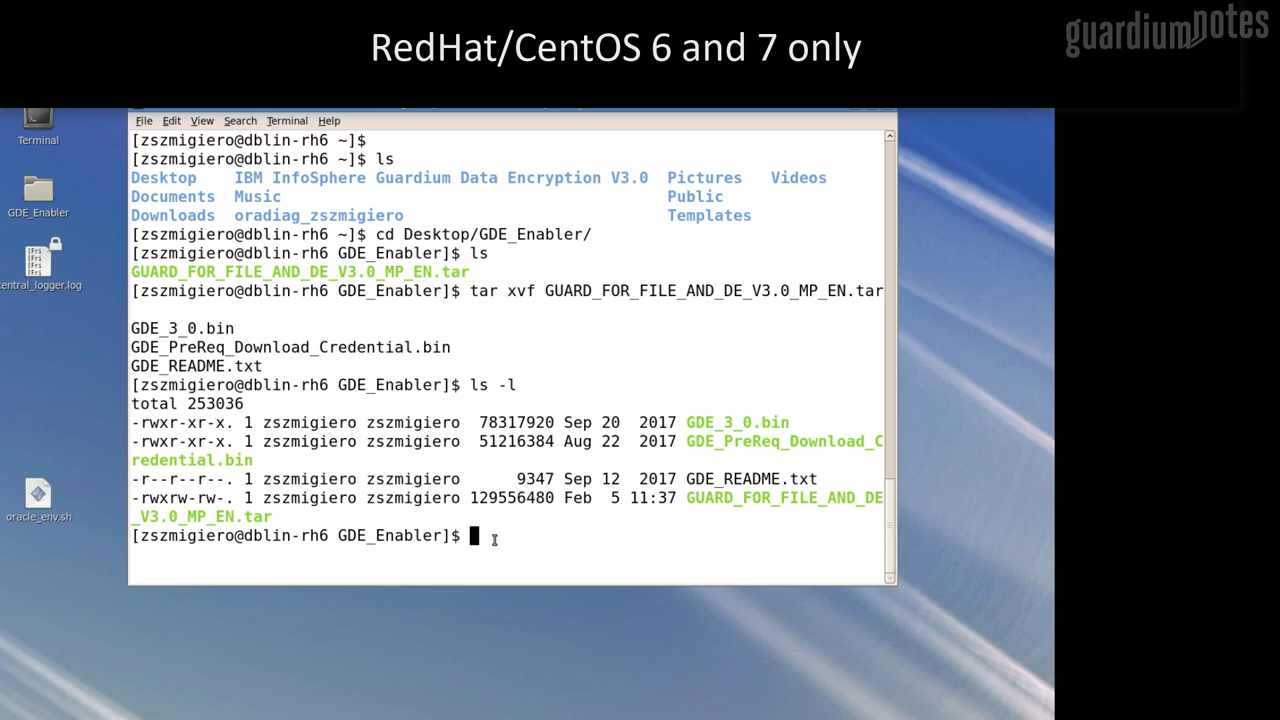 RedHat/CentOS 6 and 7 only
guardiumnotes
File Edit View Search Terminal Help
Terminal
GDE_Enabler
[Fri
[Fri
[Fri
entral_logger.log
oracle_env.sh
[zszmigiero@dblin-rh6 ~]$
[zszmigiero@dblin-rh6 ~]$ ls
Desktop IBM InfoSphere Guardium Data Encryption V3.0 Pictures Videos
Documents Music Public
Downloads oradiag_zszmigiero Templates
[zszmigiero@dblin-rh6 ~]$ cd Desktop/GDE_Enabler/
[zszmigiero@dblin-rh6 GDE_Enabler]$ ls
GUARD_FOR_FILE_AND_DE_V3.0_MP_EN.tar
[zszmigiero@dblin-rh6 GDE_Enabler]$ tar xvf GUARD_FOR_FILE_AND_DE_V3.0_MP_EN.tar
GDE_3_0.bin
GDE_PreReq_Download_Credential.bin
GDE_README.txt
[zszmigiero@dblin-rh6 GDE_Enabler]$ ls -l
total 253036
-rwxr-xr-x. 1 zszmigiero zszmigiero 78317920 Sep 20 2017 GDE_3_0.bin
-rwxr-xr-x. 1 zszmigiero zszmigiero 51216384 Aug 22 2017 GDE_PreReq_Download_C
redential.bin
-r--r--r--. 1 zszmigiero zszmigiero 9347 Sep 12 2017 GDE_README.txt
-rwxrw-rw-. 1 zszmigiero zszmigiero 129556480 Feb 5 11:37 GUARD_FOR_FILE_AND_DE
_V3.0_MP_EN.tar
[zszmigiero@dblin-rh6 GDE_Enabler]$